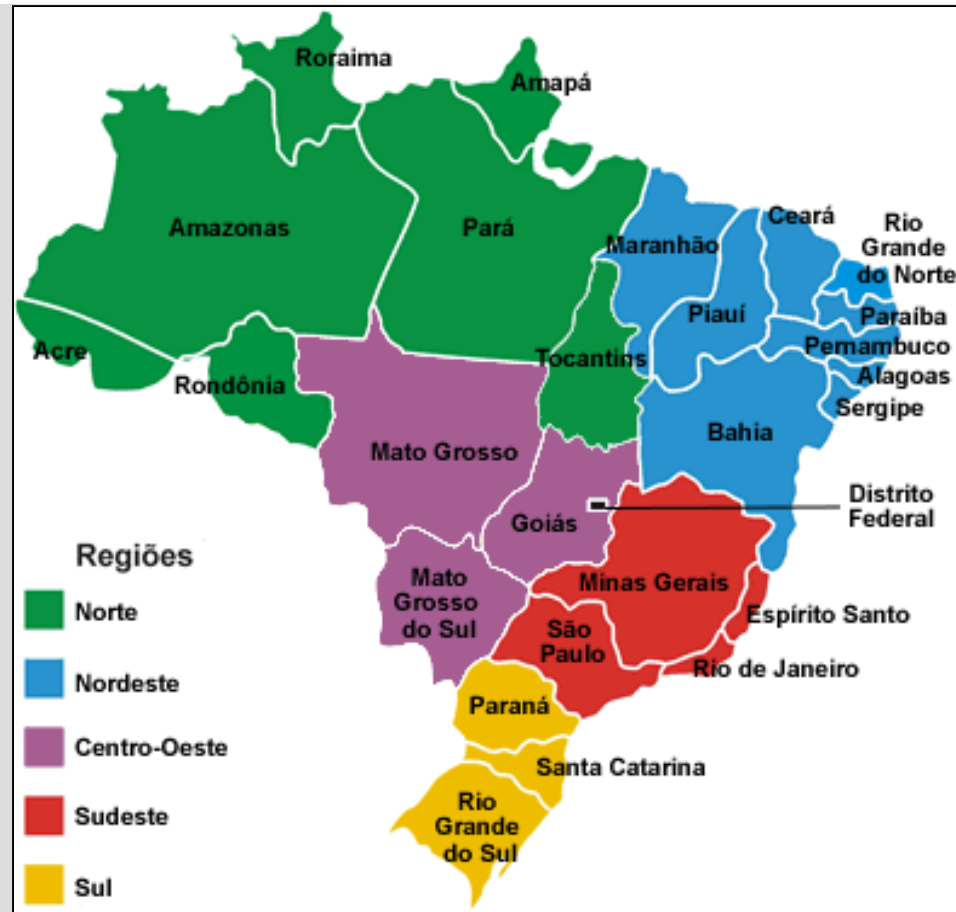 Roraima
Amapá
Amazonas
Pará
Maranhão
Ceará
Rio
Grande
do Norte
Piauí
Paraíba
Pernambuco
Alagoas
Sergipe
Acre
Rondônia
Tocantins
Bahia
Mato Grosso
Goiás
Distrito
Federal
Mato
Grosso
do Sul
Minas Gerais
Espírito Santo
São
Paulo
Rio de Janeiro
Paraná
Santa Catarina
Rio
Grande
do Sul
Regiões
Norte
Nordeste
Centro-Oeste
Sudeste
Sul